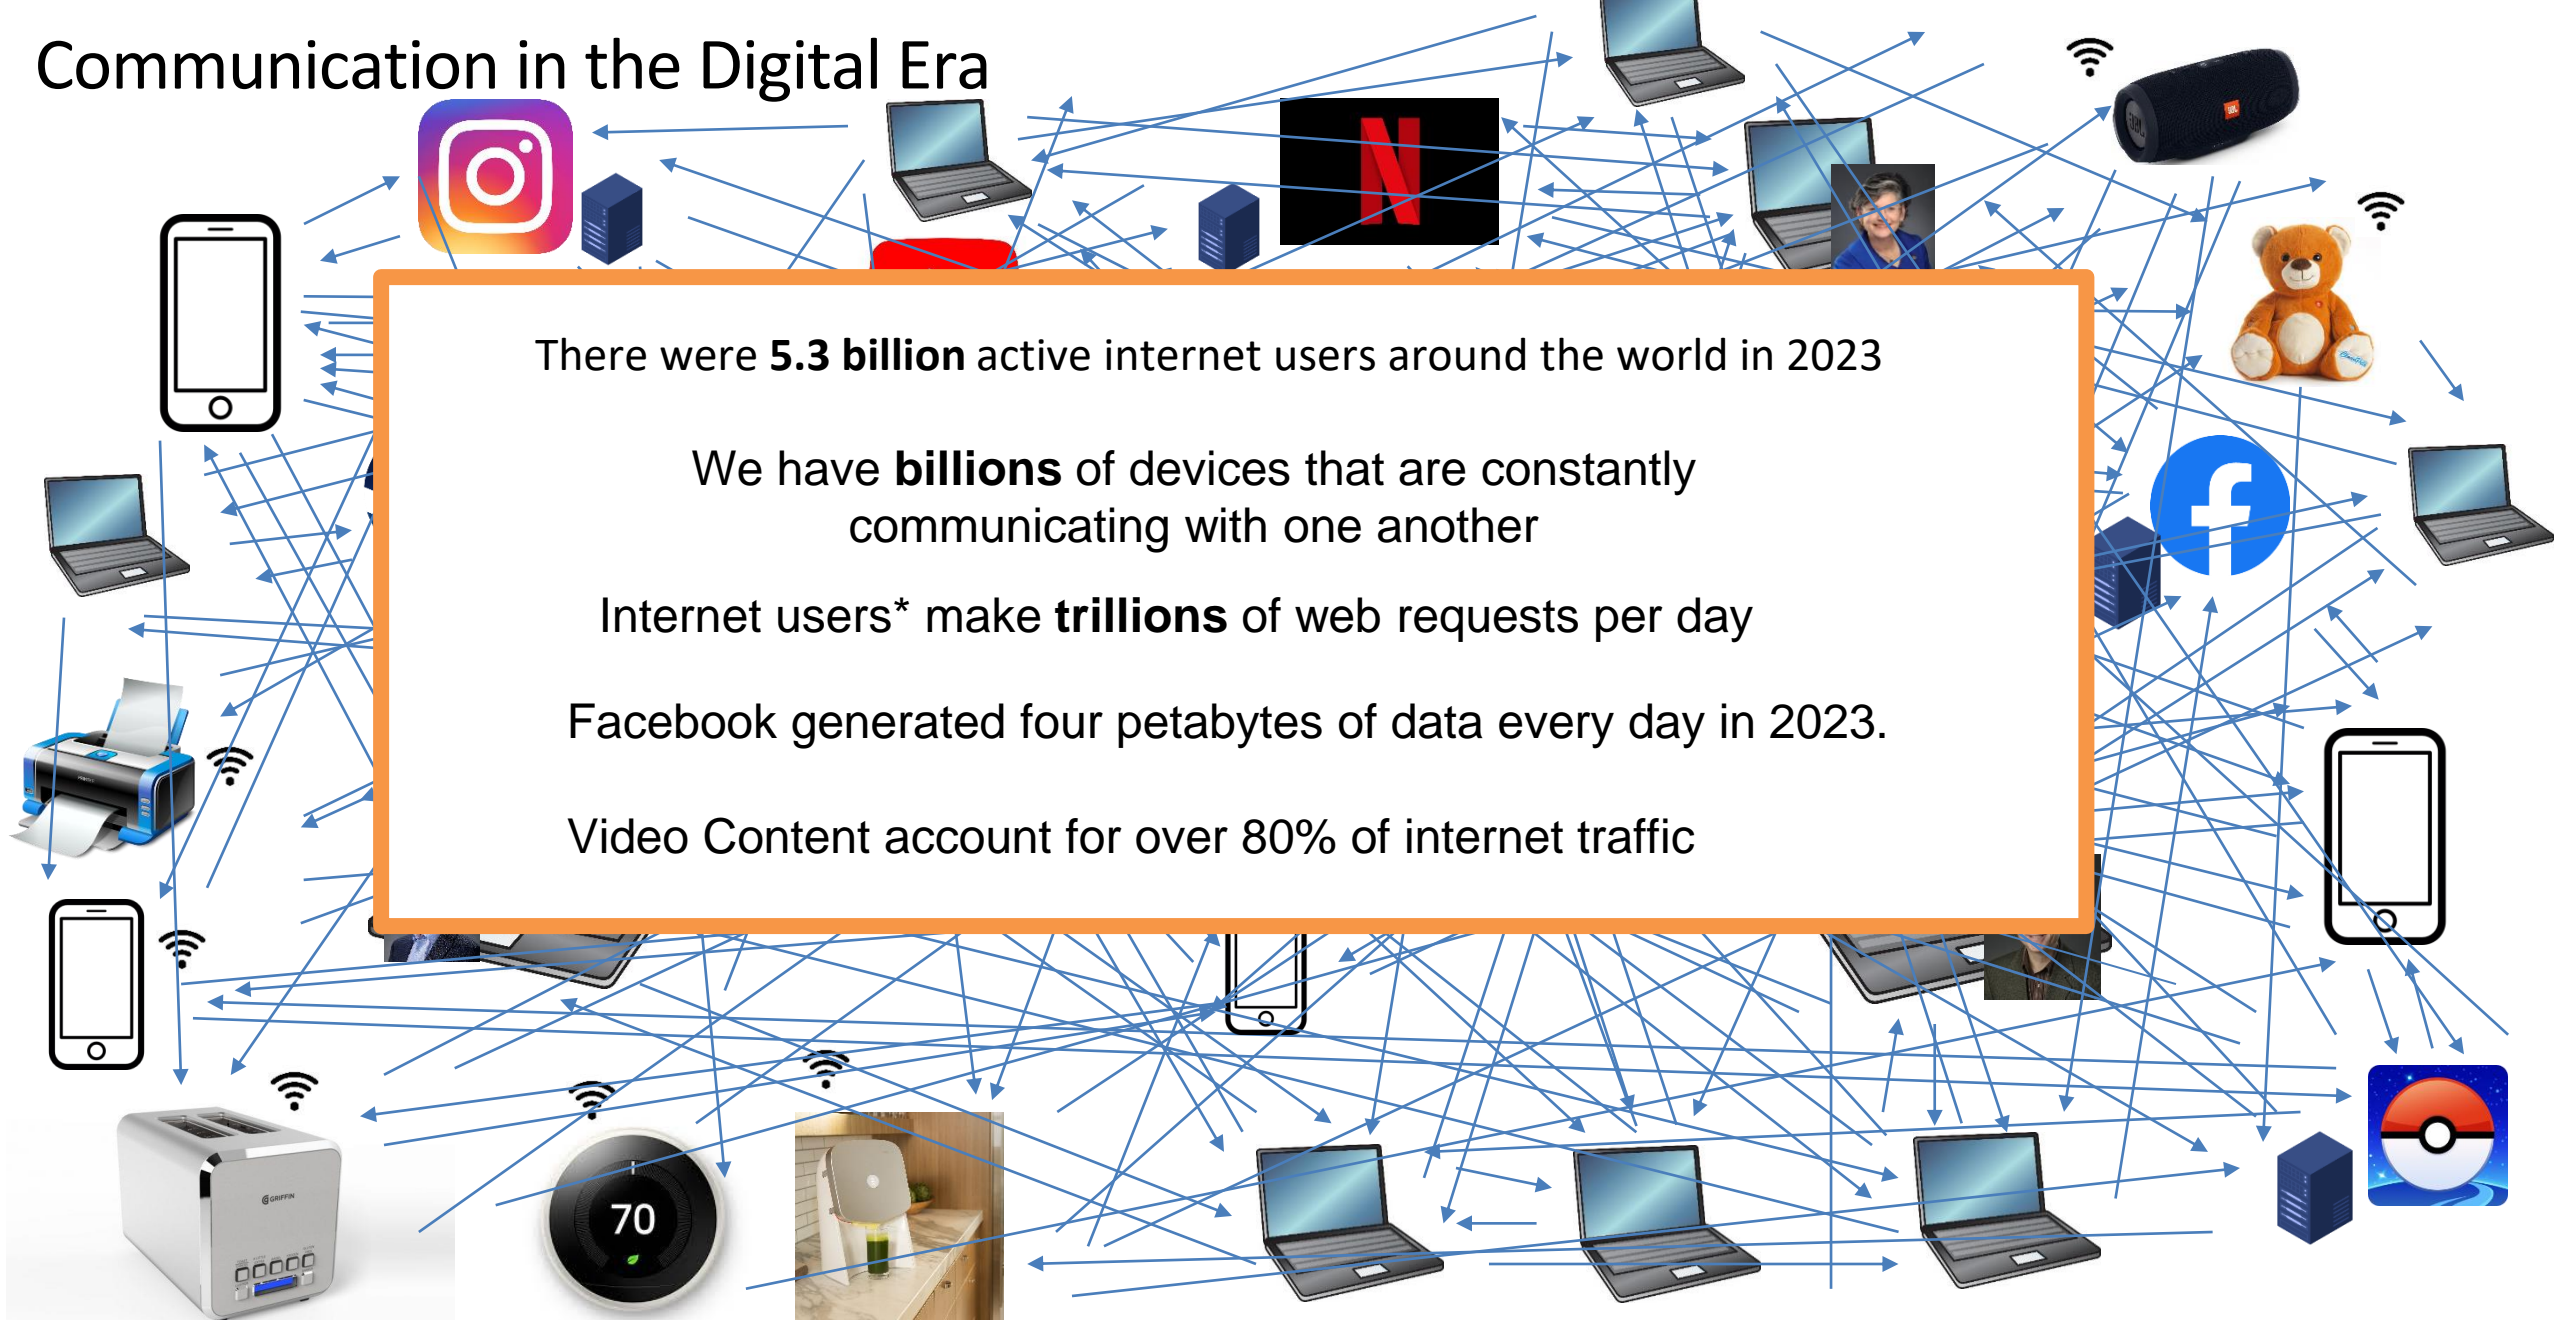 Communication in the Digital Era
N
JBL
There were 5.3 billion active internet users around the world in 2023
We have billions of devices that are constantly
communicating with one another
Internet users* make trillions of web requests per day
Facebook generated four petabytes of data every day in 2023.
Video Content account for over 80% of internet traffic
f
GRIFFIN
70